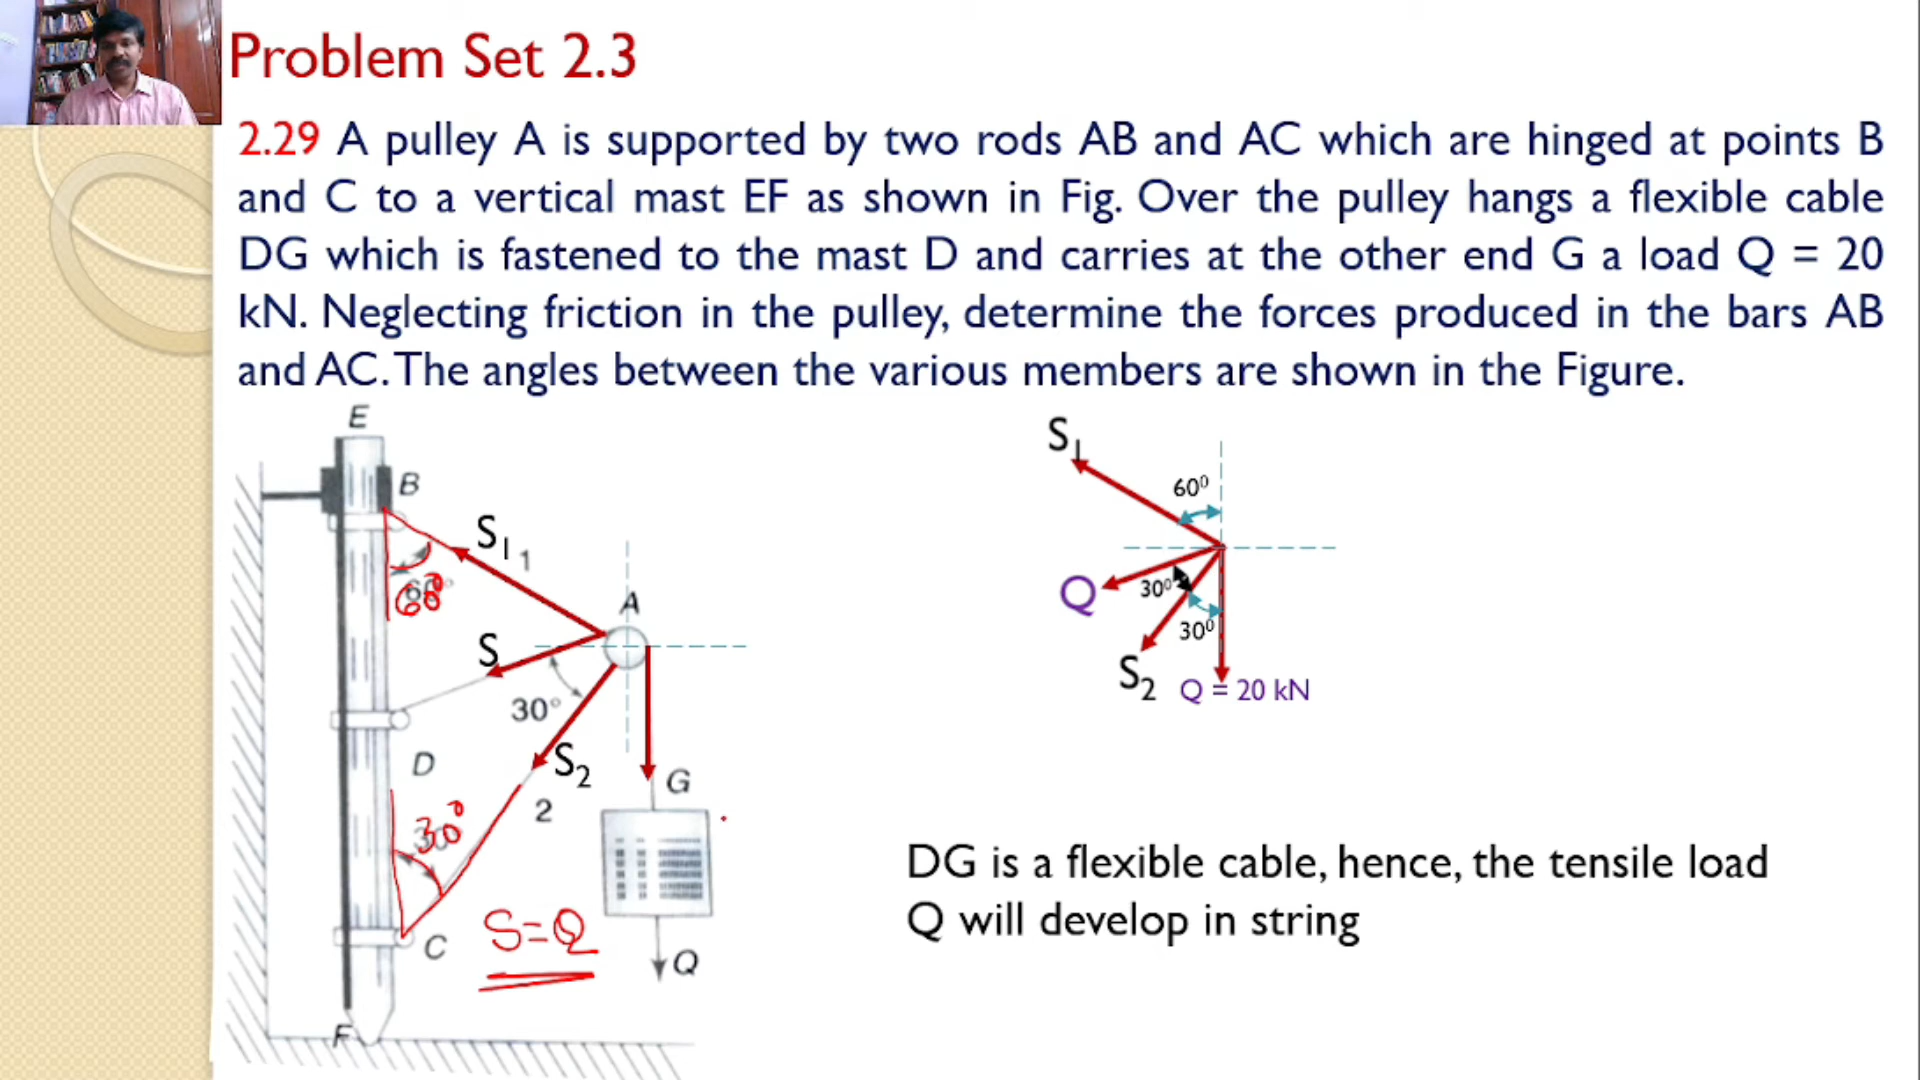 Problem Set 2.3
2.29 A pulley A is supported by two rods AB and AC which are hinged at points B
and C to a vertical mast EF as shown in Fig. Over the pulley hangs a flexible cable
DG which is fastened to the mast D and carries at the other end G a load Q = 20
kN. Neglecting friction in the pulley, determine the forces produced in the bars AB
and AC. The angles between the various members are shown in the Figure.
E
B
S₁
1
60°
A
S
30°
D
S₂
2
G
30°
C
S=Q
Q
F
S₁
60⁰
Q
30⁰
30⁰
S₂
Q = 20 kN
DG is a flexible cable, hence, the tensile load
Q will develop in string